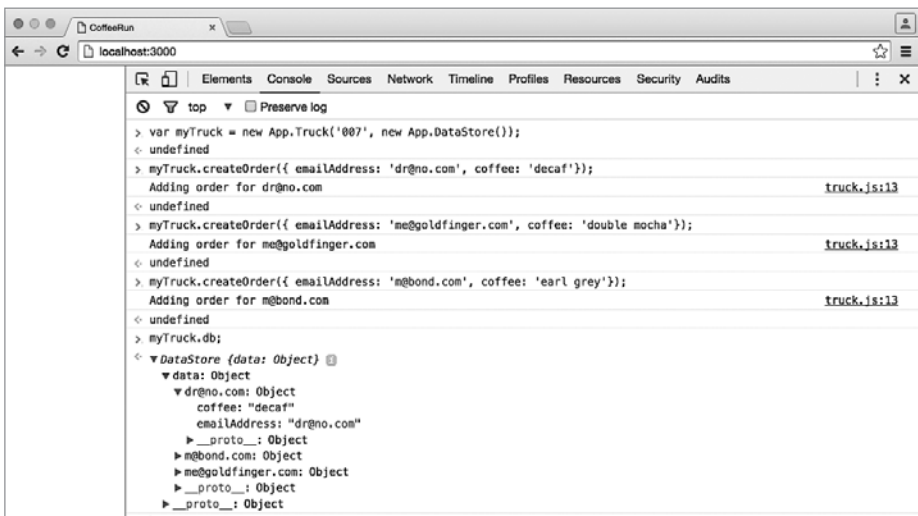 CoffeeRun
localhost:3000
Elements Console Sources Network Timeline Profiles Resources Security Audits
top Preserve log
var myTruck = new App.Truck('007', new App.DataStore());
undefined
myTruck.createOrder({ emailAddress: 'dr@no.com', coffee: 'decaf'});
Adding order for dr@no.com truck.js:13
undefined
myTruck.createOrder({ emailAddress: 'me@goldfinger.com', coffee: 'double mocha'});
Adding order for me@goldfinger.com truck.js:13
undefined
myTruck.createOrder({ emailAddress: 'm@bond.com', coffee: 'earl grey'});
Adding order for m@bond.com truck.js:13
undefined
myTruck.db;
DataStore {data: Object}
data: Object
dr@no.com: Object
coffee: "decaf"
emailAddress: "dr@no.com"
__proto__: Object
m@bond.com: Object
me@goldfinger.com: Object
__proto__: Object
__proto__: Object